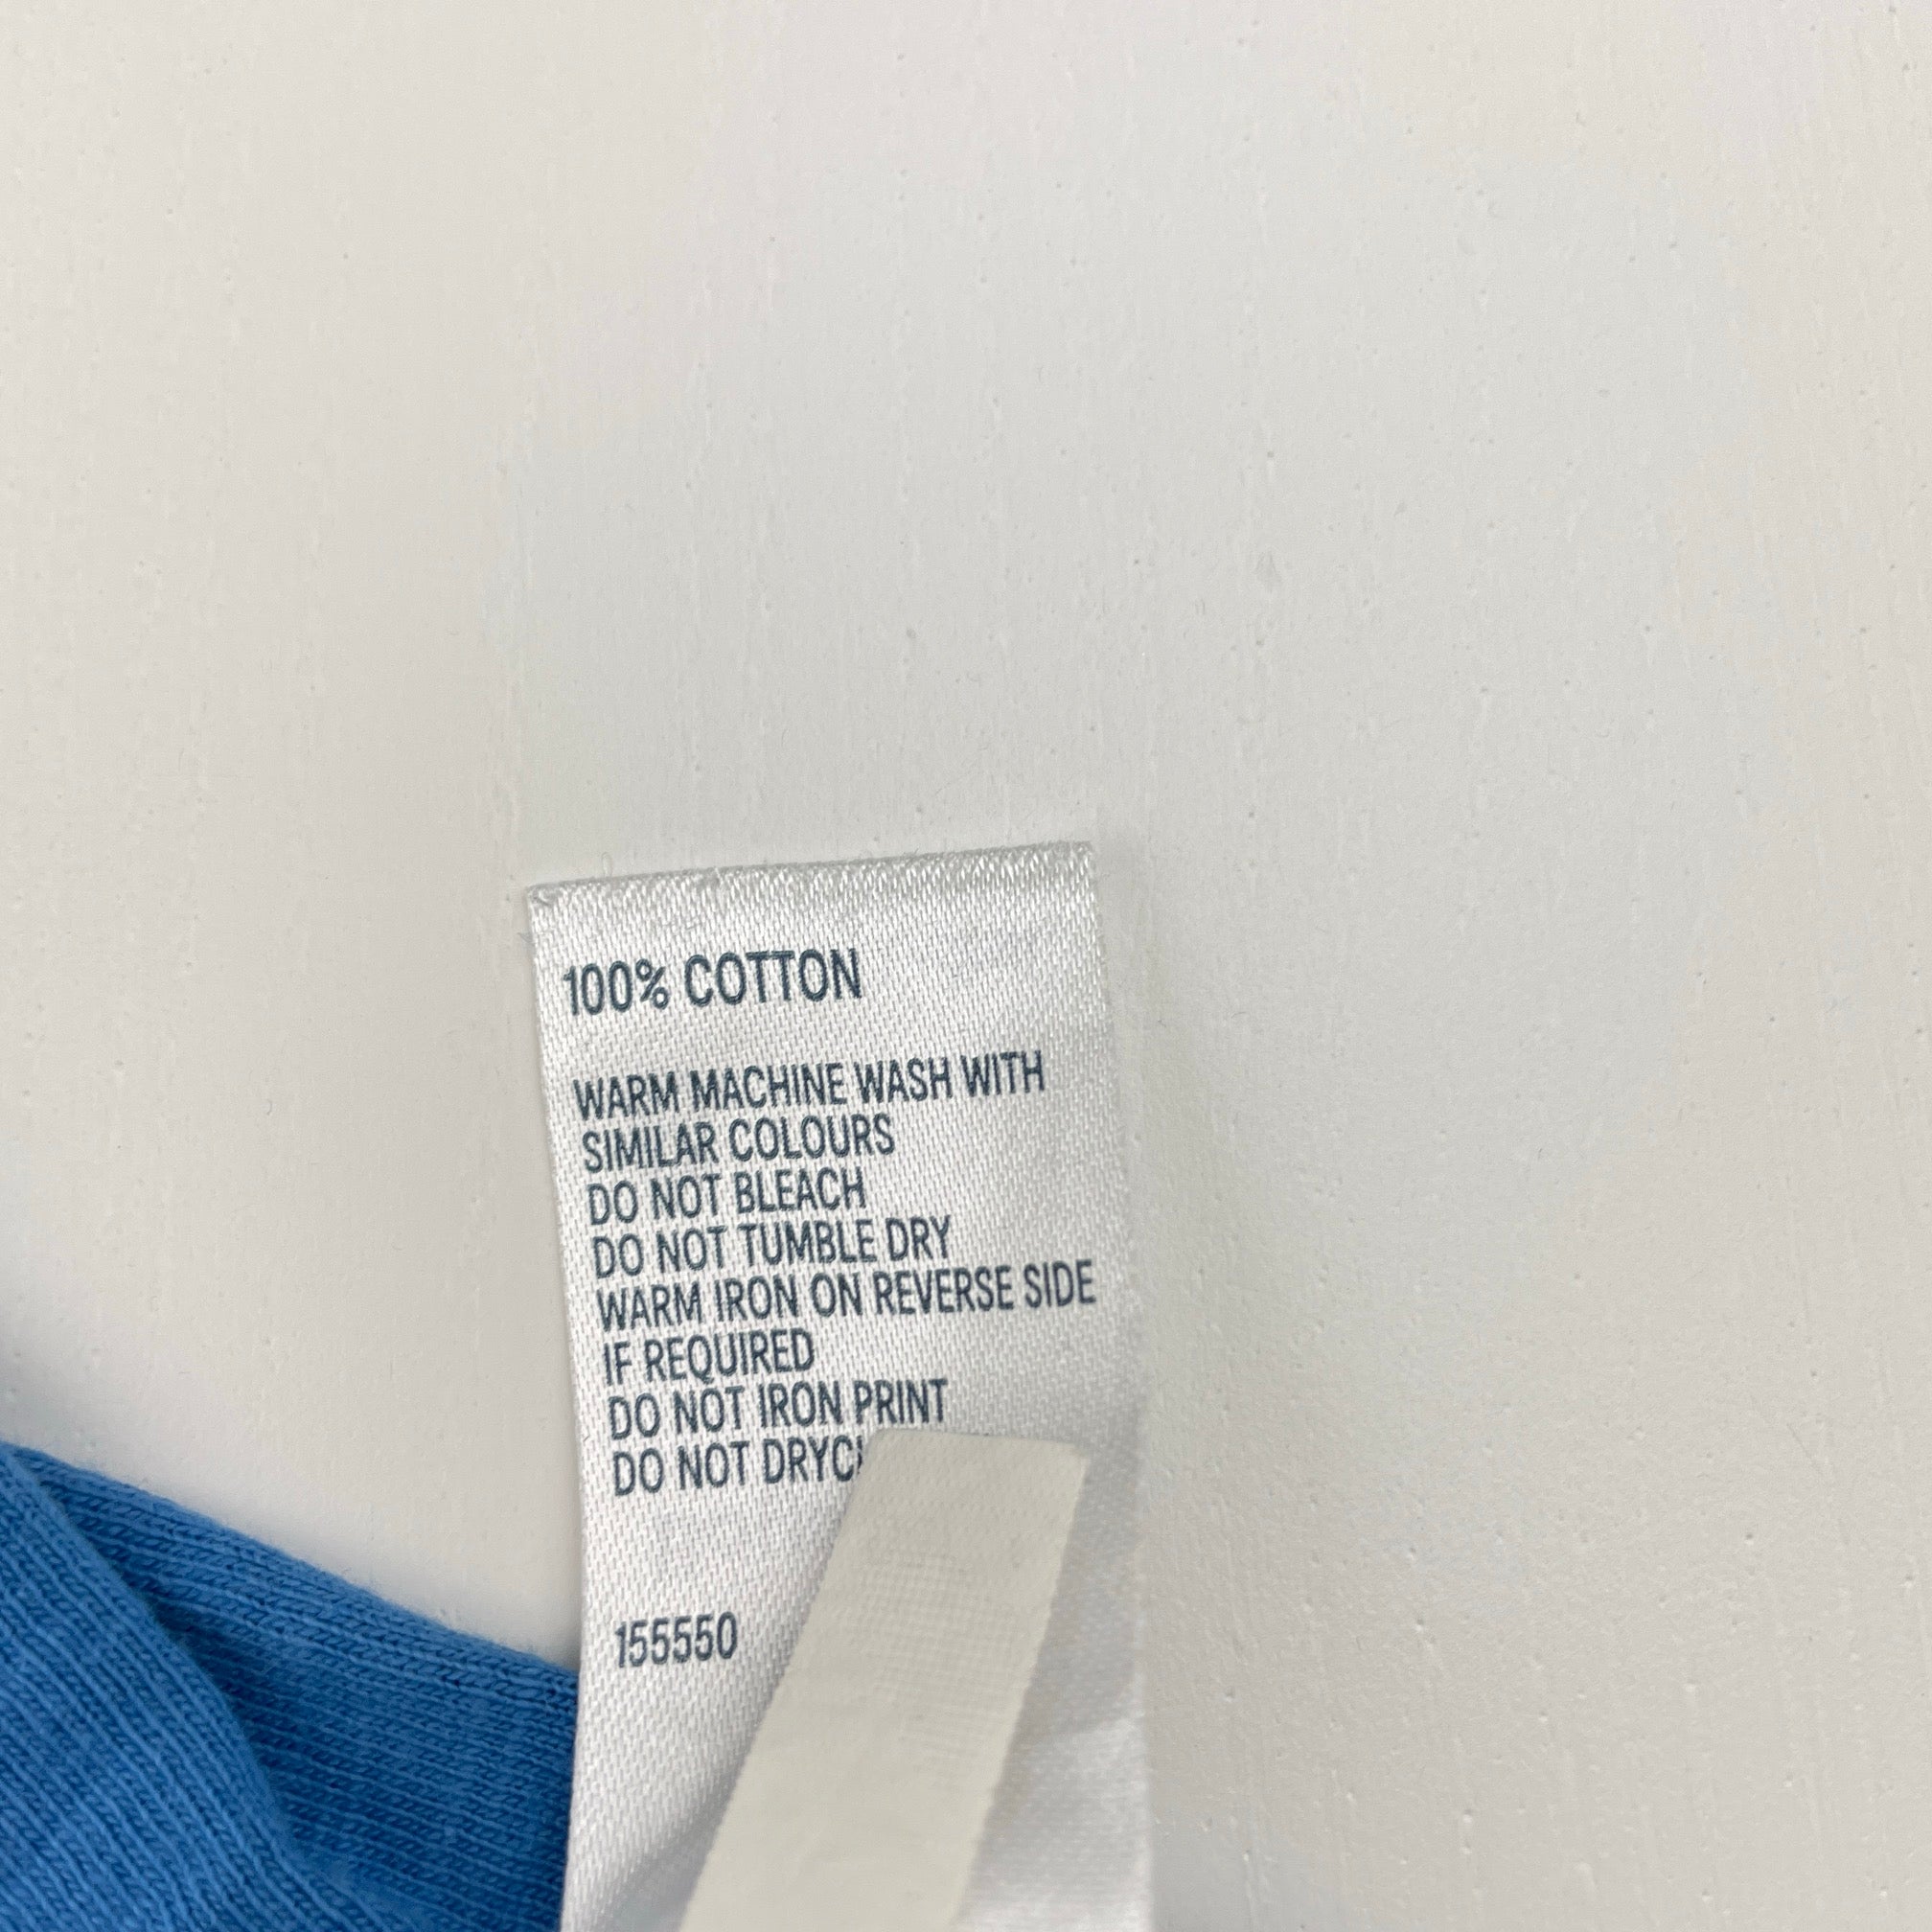 100% COTTON
WARM MACHINE WASH WITH
SIMILAR COLOURS
DO NOT BLEACH
DO NOT TUMBLE DRY
WARM IRON ON REVERSE SIDE
IF REQUIRED
DO NOT IRON PRINT
DO NOT
155550